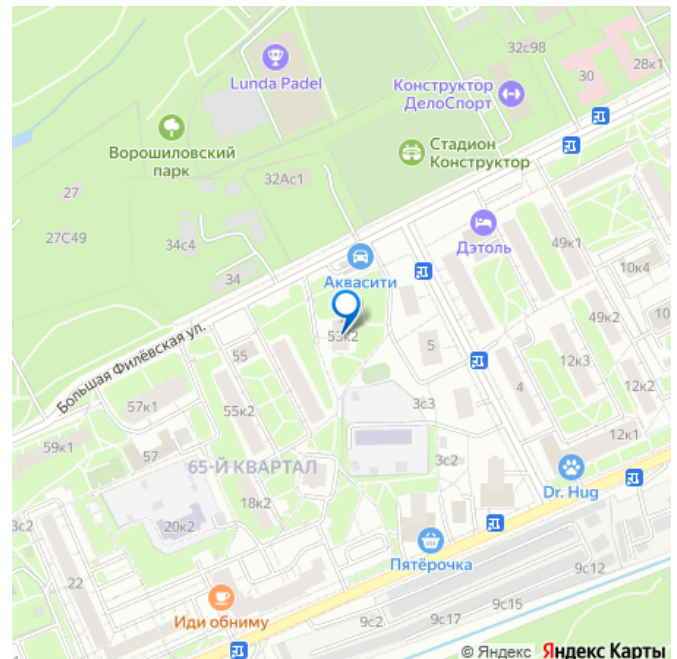 32с98
28к1
30
Lunda Padel
Конструктор
ДелоСпорт
Ворошиловский
парк
Стадион
Конструктор
32Ас1
27
27С49
34с4
34
Дэтоль
49к1
Аквасити
10к4
53к2
49к2
10
5
Большая Филёвская ул.
55
12к3
4
12к2
57к1
55к2
3с3
12к1
59к1
57
65-Й КВАРТАЛ
3с2
Dr. Hug
18к2
3с2
20к2
Пятёрочка
22
9с12
Иди обниму
9с15
9с17
9с2
© Яндекс Яндекс Карты